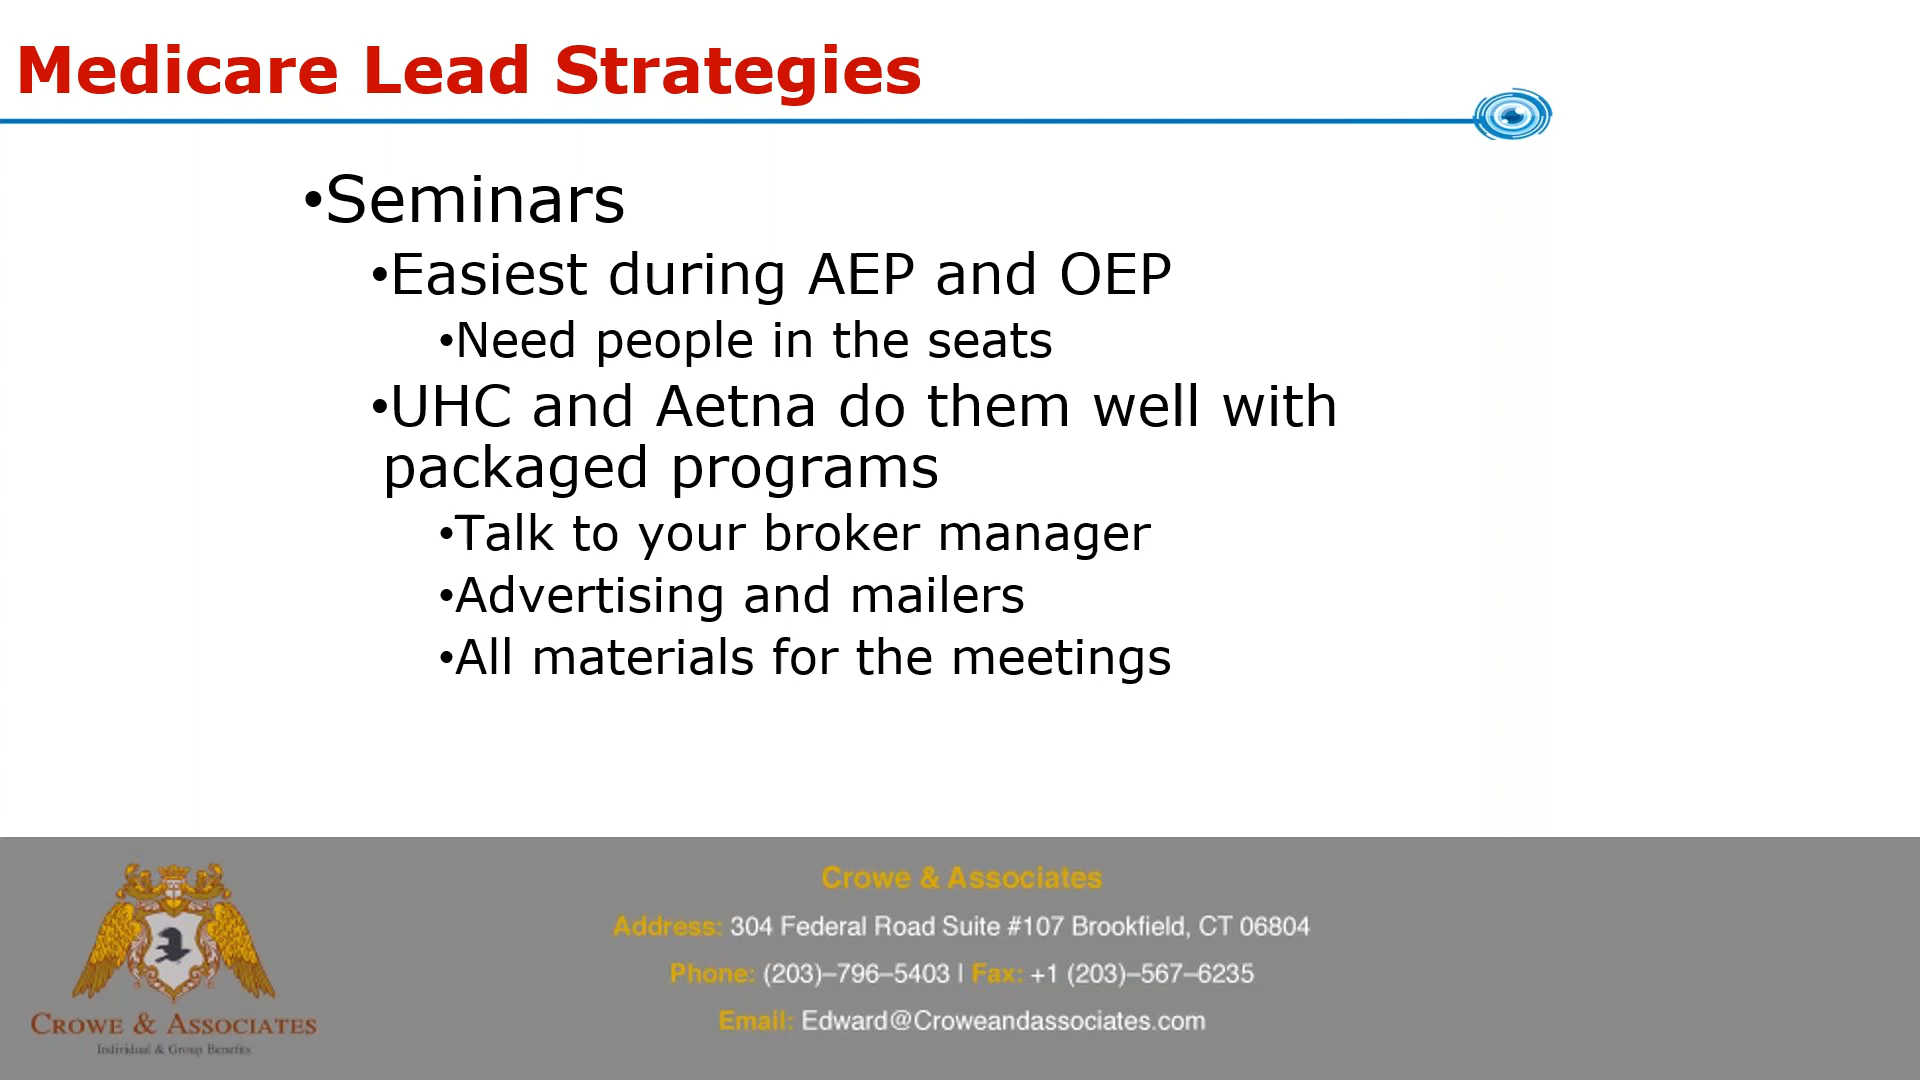 Medicare Lead Strategies
•Seminars
•Easiest during AEP and OEP
•Need people in the seats
•UHC and Aetna do them well with
packaged programs
•Talk to your broker manager
•Advertising and mailers
•All materials for the meetings
Crowe & Associates
Address: 304 Federal Road Suite #107 Brookfield, CT 06804
Phone: (203)–796–5403 | Fax: +1 (203)–567–6235
Email: Edward@Croweandassociates.com
CROWE & ASSOCIATES
Individual & Group Benefits